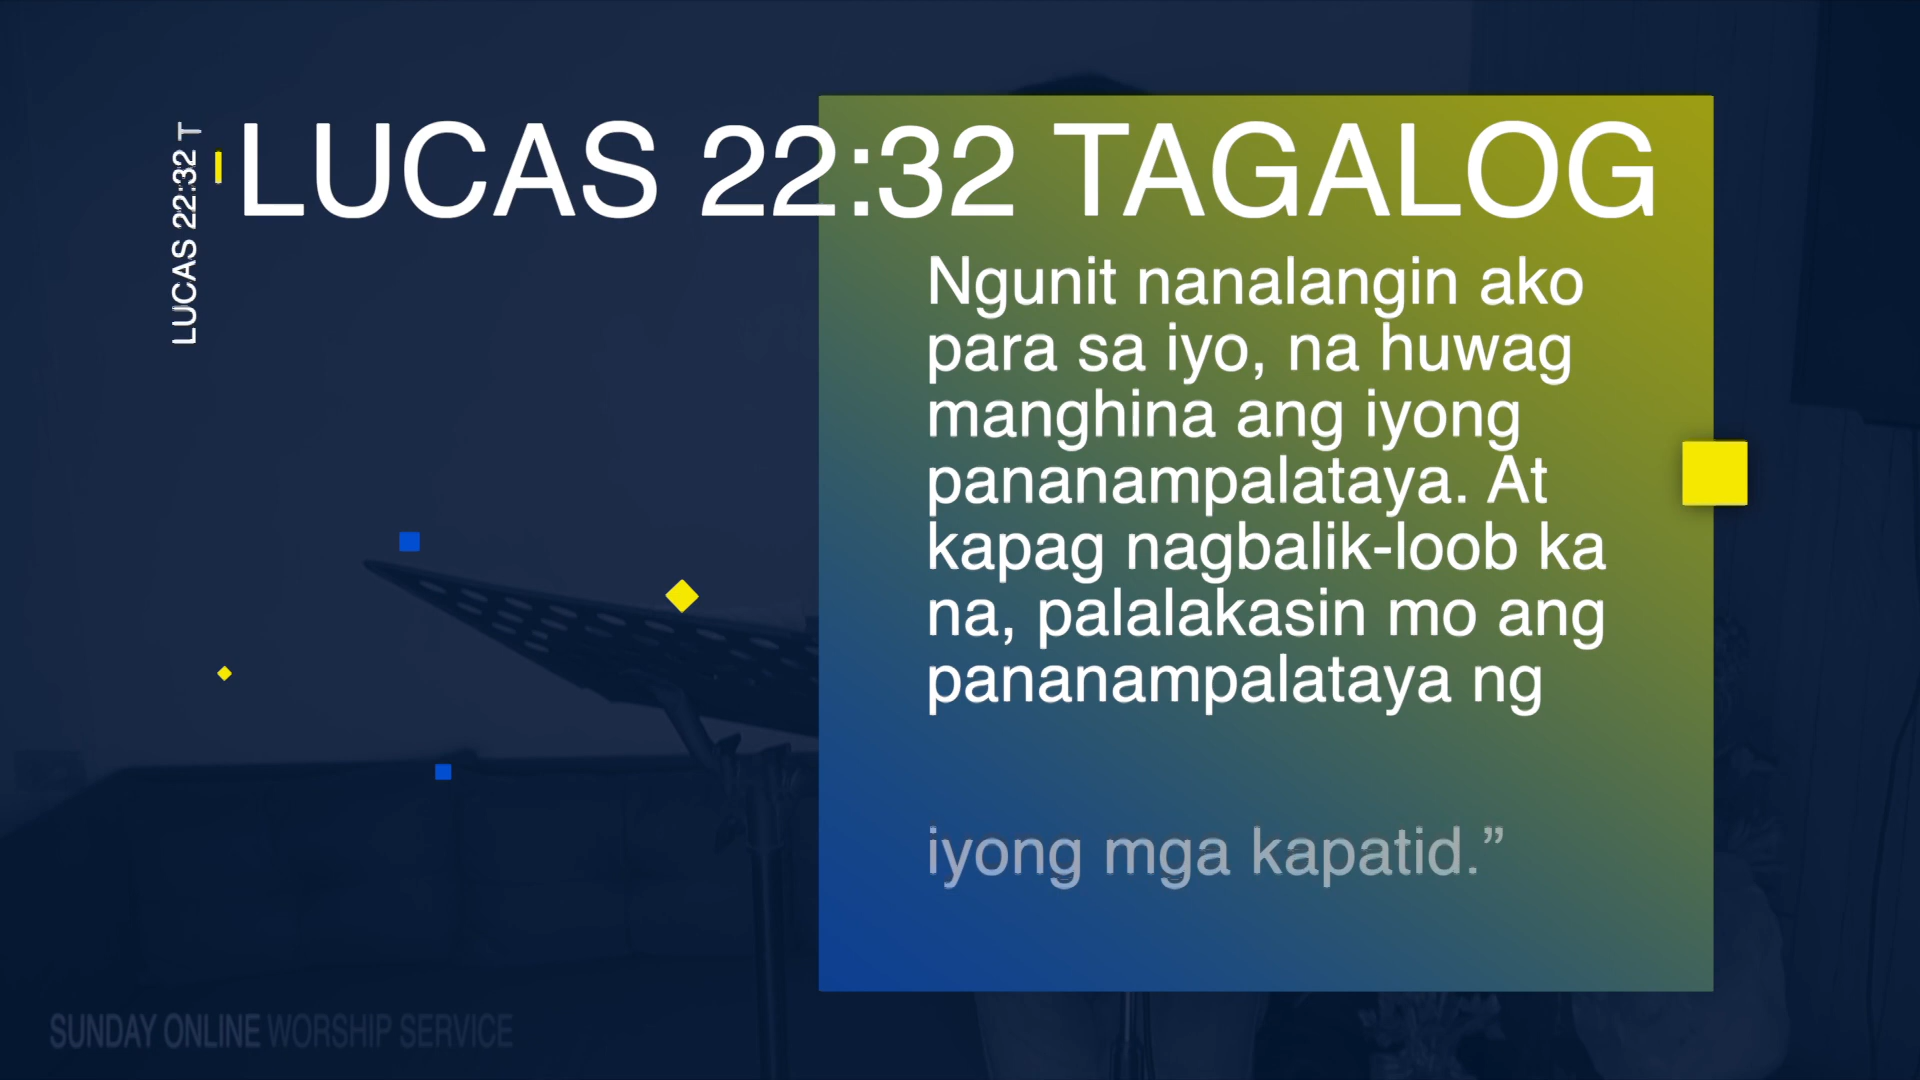 LUCAS 22:32 T
LUCAS 22:32 TAGALOG
Ngunit nanalangin ako
para sa iyo, na huwag
manghina ang iyong
pananampalataya. At
kapag nagbalik-loob ka
na, palalakasin mo ang
pananampalataya ng
iyong mga kapatid.”
SUNDAY ONLINE WORSHIP SERVICE